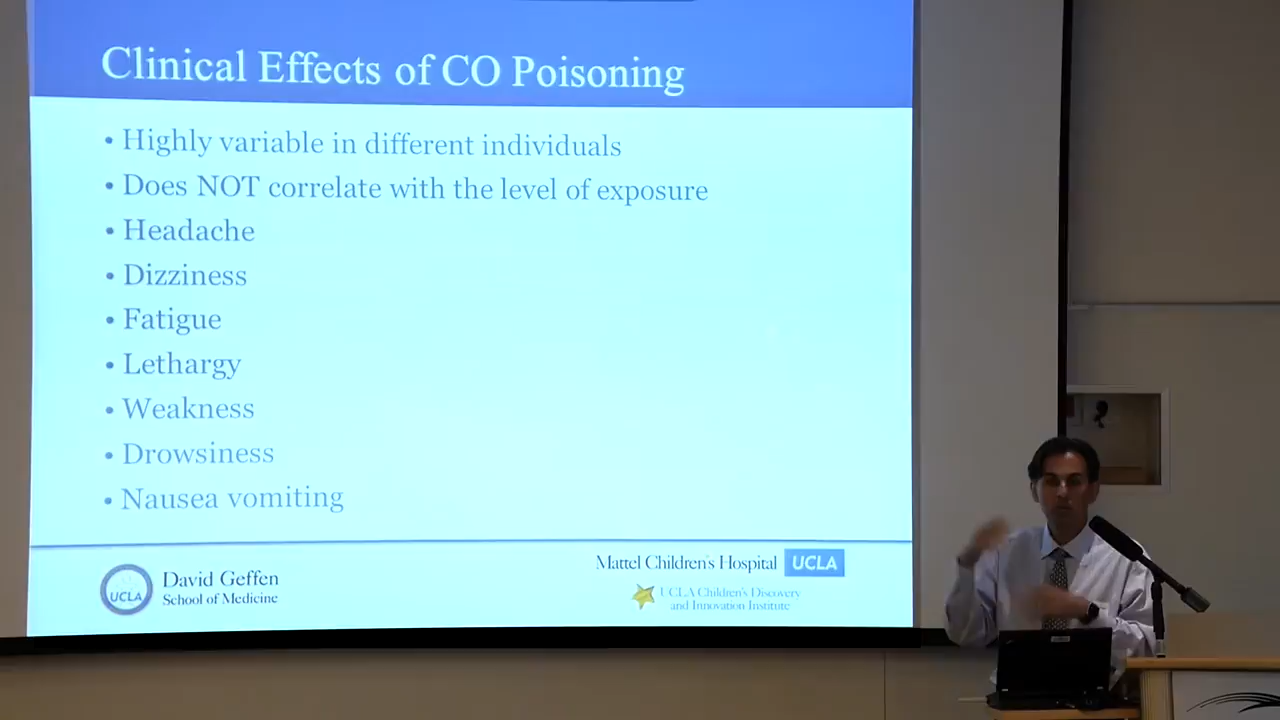 Clinical Effects of CO Poisoning
• Highly variable in different individuals
• Does NOT correlate with the level of exposure
• Headache
• Dizziness
• Fatigue
• Lethargy
• Weakness
• Drowsiness
• Nausea vomiting
UCLA
David Geffen
School of Medicine
Mattel Children's Hospital UCLA
UCLA Children's Discovery
and Innovation Institute